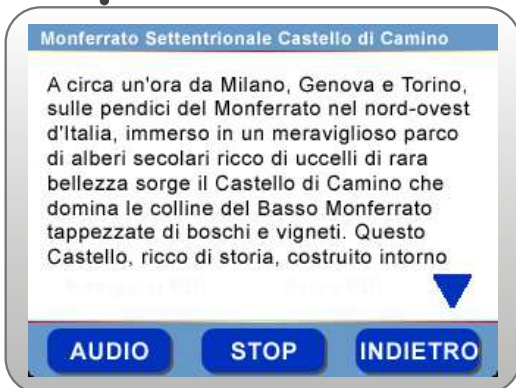 Monferrato Settentrionale Castello di Camino
A circa un'ora da Milano, Genova e Torino,
sulle pendici del Monferrato nel nord-ovest
d'Italia, immerso in un meraviglioso parco
di alberi secolari ricco di uccelli di rara
bellezza sorge il Castello di Camino che
domina le colline del Basso Monferrato
tappezzate di boschi e vigneti. Questo
Castello, ricco di storia, costruito intorno
AUDIO STOP INDIETRO